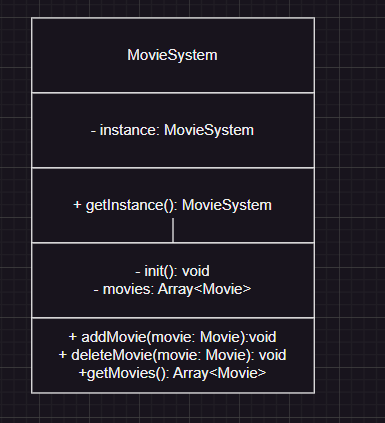 MovieSystem
- instance: MovieSystem
+ getInstance(): MovieSystem
- init(): void
- movies: Array<Movie>
+ addMovie(movie: Movie):void
+ deleteMovie(movie: Movie): void
+getMovies(): Array<Movie>